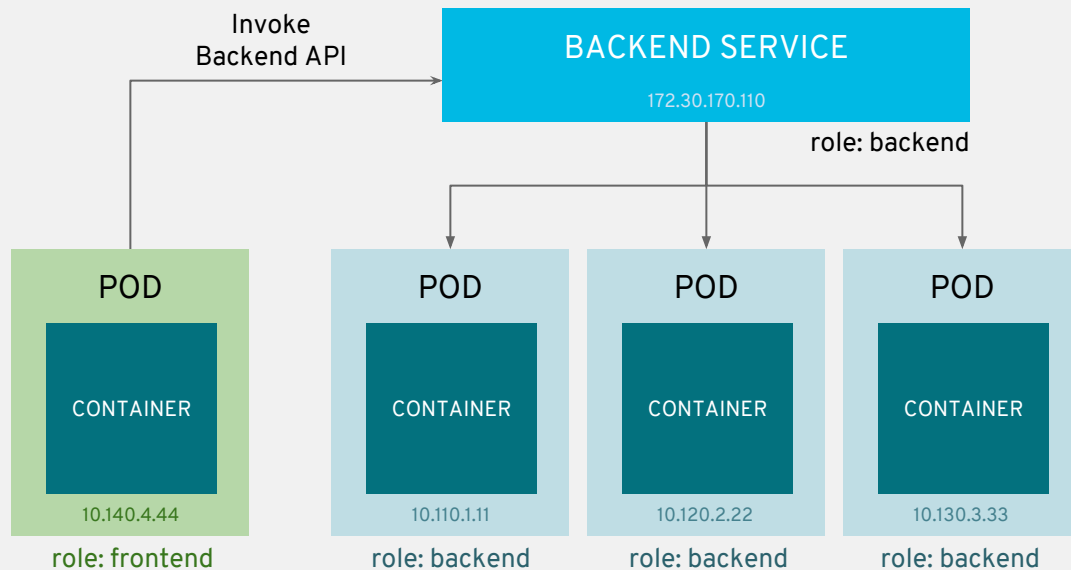 Invoke
Backend API
BACKEND SERVICE
172.30.170.110
role: backend
POD
CONTAINER
10.140.4.44
role: frontend
POD
CONTAINER
10.110.1.11
role: backend
POD
CONTAINER
10.120.2.22
role: backend
POD
CONTAINER
10.130.3.33
role: backend